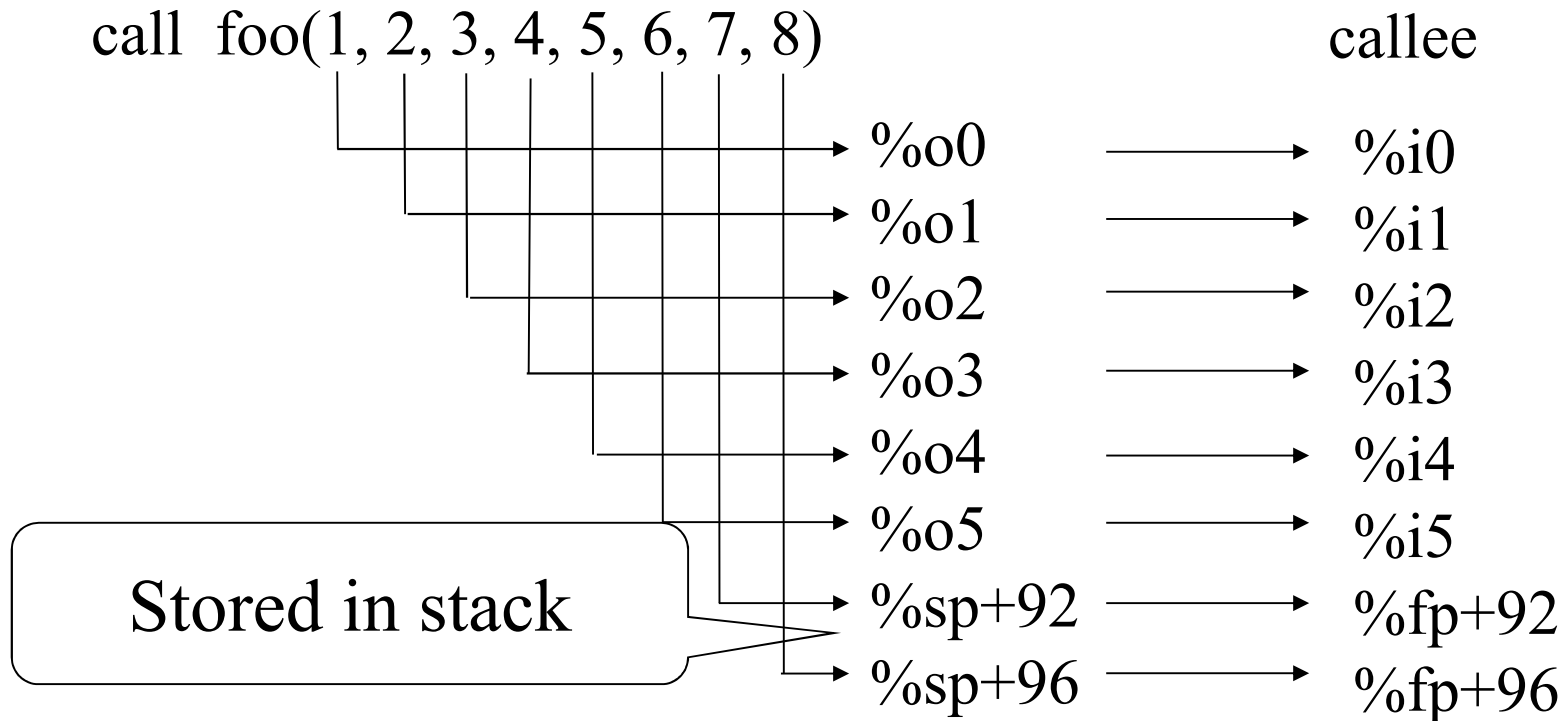 call foo(1, 2, 3, 4, 5, 6, 7, 8) callee
%o0 %i0
%o1 %i1
%o2 %i2
%o3 %i3
%o4 %i4
%o5 %i5
Stored in stack
%sp+92 %fp+92
%sp+96 %fp+96